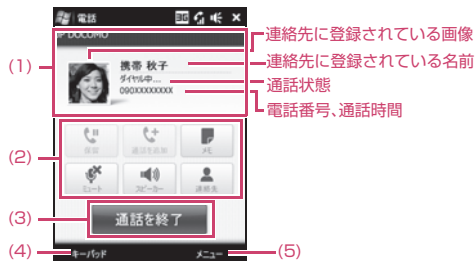 電話 3G
DOCOMO
(1)
携帯 秋子
ダイヤル中...
090XXXXXXXX
連絡先に登録されている画像
連絡先に登録されている名前
通話状態
電話番号、通話時間
(2)
保留
通話を追加
メモ
ミュート
スピーカー
連絡先
(3)
通話を終了
(4)
キーパッド
メニュー
(5)